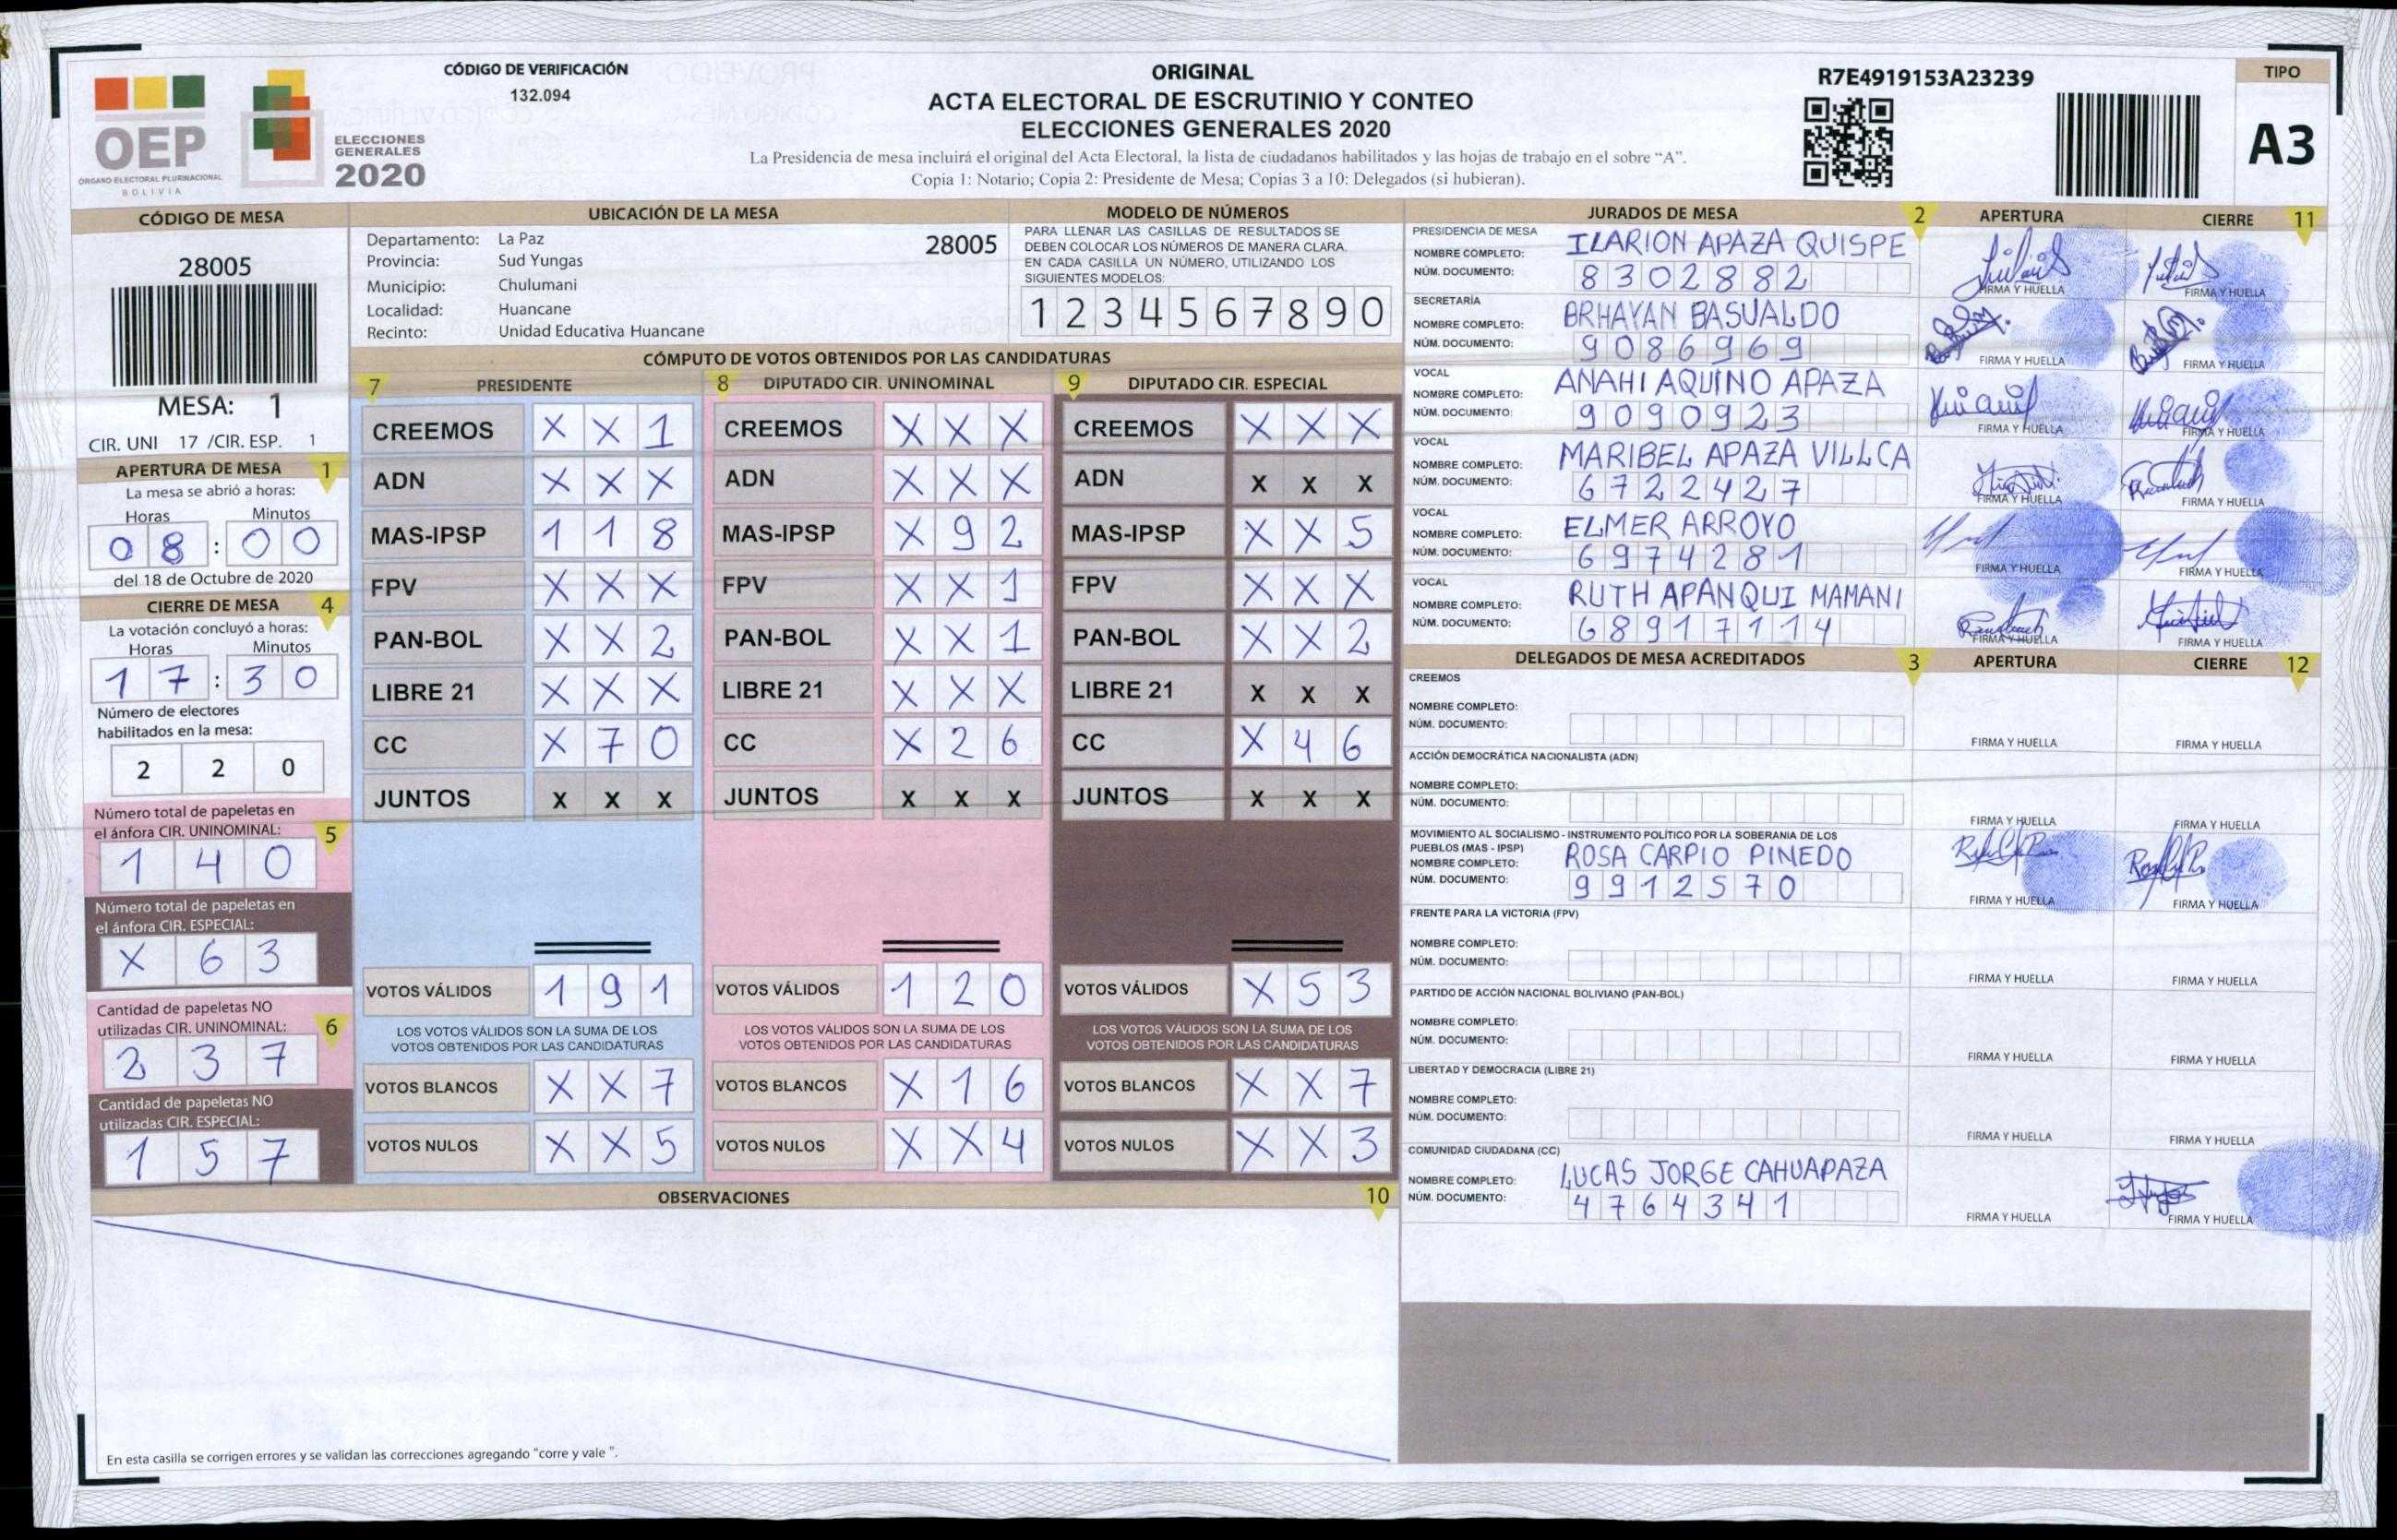 CÓDIGO DE VERIFICACIÓN
132.094
OEP
ÓRGANO ELECTORAL PLURINACIONAL
BOLIVIA
ELECCIONES
GENERALES
2020
ORIGINAL
ACTA ELECTORAL DE ESCRUTINIO Y CONTEO
ELECCIONES GENERALES 2020
La Presidencia de mesa incluirá el original del Acta Electoral, la lista de ciudadanos habilitados y las hojas de trabajo en el sobre “A”.
Copia 1: Notario; Copia 2: Presidente de Mesa; Copias 3 a 10: Delegados (si hubieran).
R7E4919153A23239
TIPO
A3
CÓDIGO DE MESA
28005
MESA: 1
CIR. UNI 17 /CIR. ESP. 1
APERTURA DE MESA 1
La mesa se abrió a horas:
Horas Minutos
08 : 00
del 18 de Octubre de 2020
CIERRE DE MESA 4
La votación concluyó a horas:
Horas Minutos
17 : 30
Número de electores
habilitados en la mesa:
2 2 0
Número total de papeletas en
el ánfora CIR. UNINOMINAL: 5
1 4 0
Número total de papeletas en
el ánfora CIR. ESPECIAL:
X 6 3
Cantidad de papeletas NO
utilizadas CIR. UNINOMINAL: 6
2 3 7
Cantidad de papeletas NO
utilizadas CIR. ESPECIAL:
1 5 7
UBICACIÓN DE LA MESA
Departamento: La Paz 28005
Provincia: Sud Yungas
Municipio: Chulumani
Localidad: Huancane
Recinto: Unidad Educativa Huancane
MODELO DE NÚMEROS
PARA LLENAR LAS CASILLAS DE RESULTADOS SE
DEBEN COLOCAR LOS NÚMEROS DE MANERA CLARA.
EN CADA CASILLA UN NÚMERO, UTILIZANDO LOS
SIGUIENTES MODELOS:
1 2 3 4 5 6 7 8 9 0
CÓMPUTO DE VOTOS OBTENIDOS POR LAS CANDIDATURAS
7 PRESIDENTE
CREEMOS X X 1
ADN X X X
MAS-IPSP 1 1 8
FPV X X X
PAN-BOL X X 2
LIBRE 21 X X X
CC X 7 0
JUNTOS X X X
VOTOS VÁLIDOS 1 9 1
LOS VOTOS VÁLIDOS SON LA SUMA DE LOS
VOTOS OBTENIDOS POR LAS CANDIDATURAS
VOTOS BLANCOS X X 7
VOTOS NULOS X X 5
8 DIPUTADO CIR. UNINOMINAL
CREEMOS X X X
ADN X X X
MAS-IPSP X 9 2
FPV X X 1
PAN-BOL X X 1
LIBRE 21 X X X
CC X 2 6
JUNTOS X X X
VOTOS VÁLIDOS 1 2 0
LOS VOTOS VÁLIDOS SON LA SUMA DE LOS
VOTOS OBTENIDOS POR LAS CANDIDATURAS
VOTOS BLANCOS X 1 6
VOTOS NULOS X X 4
9 DIPUTADO CIR. ESPECIAL
CREEMOS X X X
ADN X X X
MAS-IPSP X X 5
FPV X X X
PAN-BOL X X 2
LIBRE 21 X X X
CC X 4 6
JUNTOS X X X
VOTOS VÁLIDOS X 5 3
LOS VOTOS VÁLIDOS SON LA SUMA DE LOS
VOTOS OBTENIDOS POR LAS CANDIDATURAS
VOTOS BLANCOS X X 7
VOTOS NULOS X X 3
OBSERVACIONES 10
En esta casilla se corrigen errores y se validan las correcciones agregando “corre y vale ”.
JURADOS DE MESA 2 APERTURA CIERRE 11
PRESIDENCIA DE MESA
NOMBRE COMPLETO: ILARION APAZA QUISPE
NÚM. DOCUMENTO: 8302882
FIRMA Y HUELLA FIRMA Y HUELLA
SECRETARÍA
NOMBRE COMPLETO: BRHAYAN BASUALDO
NÚM. DOCUMENTO: 9086969
FIRMA Y HUELLA FIRMA Y HUELLA
VOCAL
NOMBRE COMPLETO: ANAHI AQUINO APAZA
NÚM. DOCUMENTO: 9090923
FIRMA Y HUELLA FIRMA Y HUELLA
VOCAL
NOMBRE COMPLETO: MARIBEL APAZA VILLCA
NÚM. DOCUMENTO: 6722427
FIRMA Y HUELLA FIRMA Y HUELLA
VOCAL
NOMBRE COMPLETO: ELMER ARROYO
NÚM. DOCUMENTO: 6974281
FIRMA Y HUELLA FIRMA Y HUELLA
VOCAL
NOMBRE COMPLETO: RUTH APANQUI MAMANI
NÚM. DOCUMENTO: 68917114
FIRMA Y HUELLA FIRMA Y HUELLA
DELEGADOS DE MESA ACREDITADOS 3 APERTURA CIERRE 12
CREEMOS
NOMBRE COMPLETO:
NÚM. DOCUMENTO:
FIRMA Y HUELLA FIRMA Y HUELLA
ACCIÓN DEMOCRÁTICA NACIONALISTA (ADN)
NOMBRE COMPLETO:
NÚM. DOCUMENTO:
FIRMA Y HUELLA FIRMA Y HUELLA
MOVIMIENTO AL SOCIALISMO - INSTRUMENTO POLÍTICO POR LA SOBERANIA DE LOS
PUEBLOS (MAS - IPSP)
NOMBRE COMPLETO: ROSA CARPIO PINEDO
NÚM. DOCUMENTO: 9912570
FIRMA Y HUELLA FIRMA Y HUELLA
FRENTE PARA LA VICTORIA (FPV)
NOMBRE COMPLETO:
NÚM. DOCUMENTO:
FIRMA Y HUELLA FIRMA Y HUELLA
PARTIDO DE ACCIÓN NACIONAL BOLIVIANO (PAN-BOL)
NOMBRE COMPLETO:
NÚM. DOCUMENTO:
FIRMA Y HUELLA FIRMA Y HUELLA
LIBERTAD Y DEMOCRACIA (LIBRE 21)
NOMBRE COMPLETO:
NÚM. DOCUMENTO:
FIRMA Y HUELLA FIRMA Y HUELLA
COMUNIDAD CIUDADANA (CC)
NOMBRE COMPLETO: LUCAS JORGE CAHUAPAZA
NÚM. DOCUMENTO: 4764341
FIRMA Y HUELLA FIRMA Y HUELLA